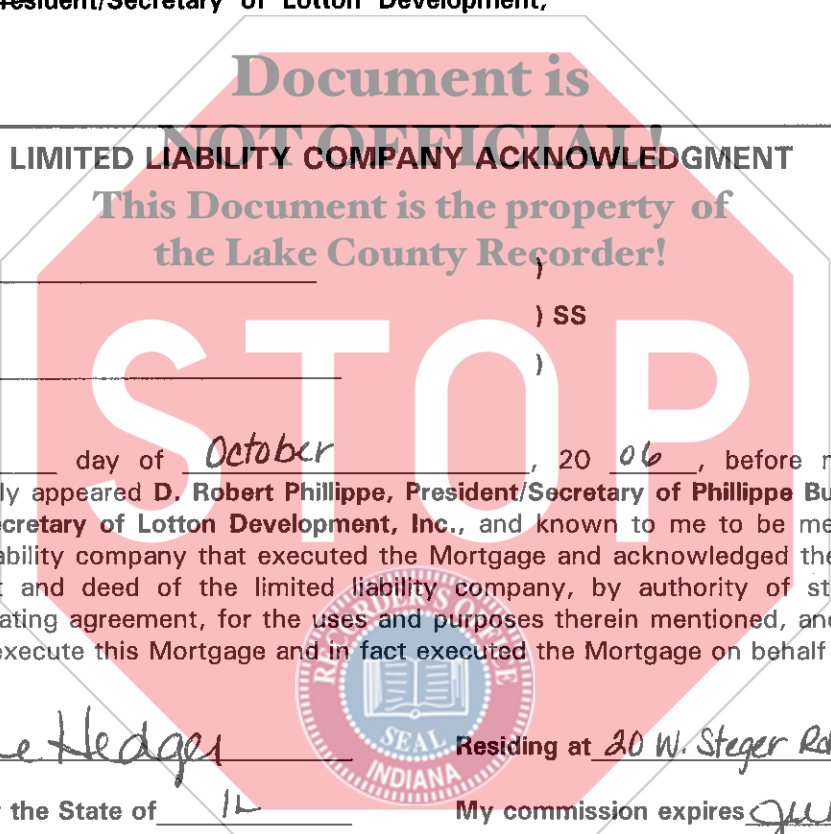 resident/Secretary of Lotton Development,
Document is
NOT OFFICIAL!
LIMITED LIABILITY COMPANY ACKNOWLEDGMENT
This Document is the property of
the Lake County Recorder!
)
) SS
)
STOP
day of October, 20 06, before
ly appeared D. Robert Phillippe, President/Secretary of Phillippe Bu
ecretary of Lotton Development, Inc., and known to me to be me
ability company that executed the Mortgage and acknowledged the
t and deed of the limited liability company, by authority of st
ating agreement, for the uses and purposes therein mentioned, and
execute this Mortgage and in fact executed the Mortgage on behalf
RECORDER'S OFFICE
SEAL
INDIANA
e Hedges Residing at 20 W. Steger Rd
r the State of IL My commission expires